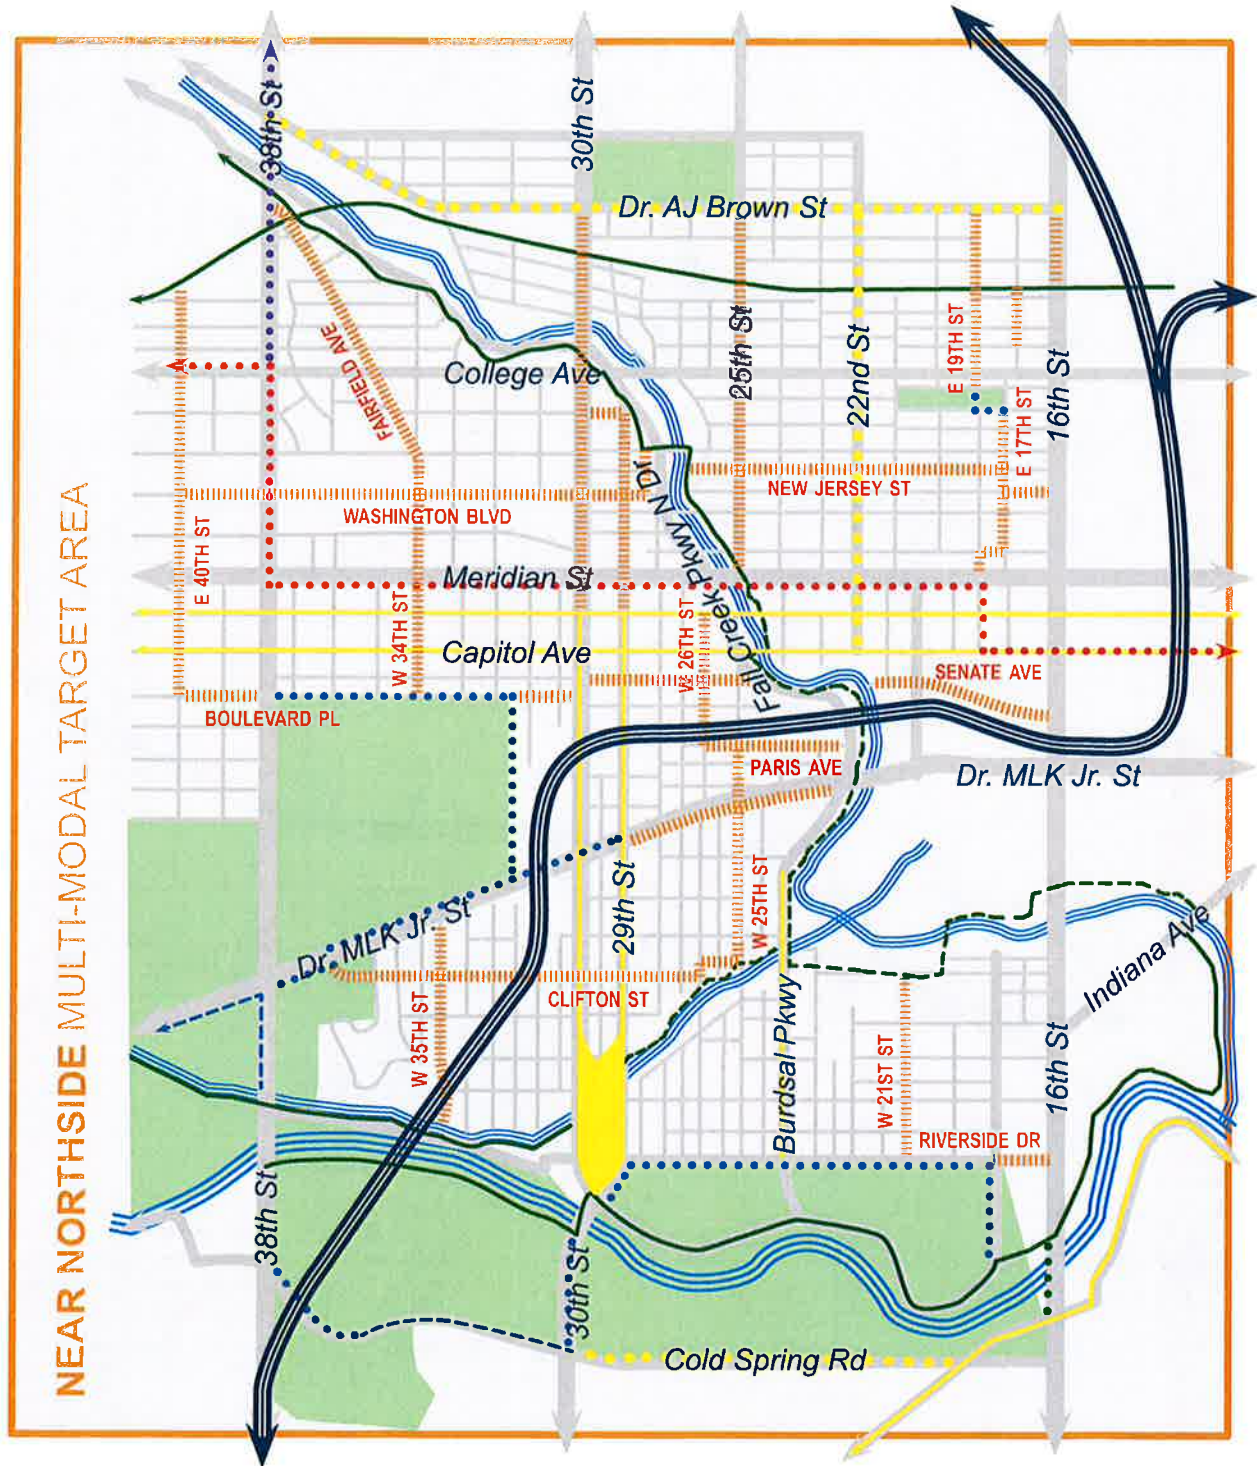 NEAR NORTHSIDE MULTI-MODAL TARGET AREA
38th St
30th St
Dr. AJ Brown St
25th St
22nd St
E 19TH ST
16th St
FAIRFIELD AVE
College Ave
E 17TH ST
NEW JERSEY ST
WASHINGTON BLVD
Fall Creek Pkwy N Dr
E 40TH ST
Meridian St
W 34TH ST
W 26TH ST
Capitol Ave
SENATE AVE
BOULEVARD PL
PARIS AVE
Dr. MLK Jr. St
29th St
W 25TH ST
Dr. MLK Jr. St
CLIFTON ST
Indiana Ave
W 35TH ST
Burdsal Pkwy
W 21ST ST
16th St
RIVERSIDE DR
38th St
30th St
Cold Spring Rd